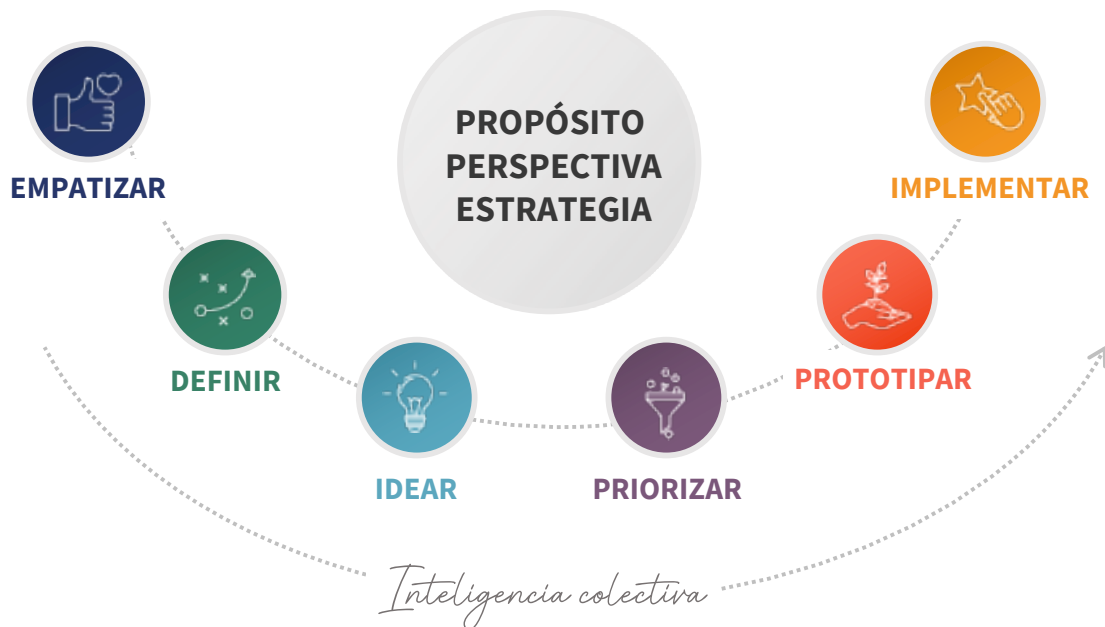 PROPÓSITO
PERSPECTIVA
ESTRATEGIA
EMPATIZAR
DEFINIR
IDEAR
PRIORIZAR
PROTOTIPAR
IMPLEMENTAR
Inteligencia colectiva